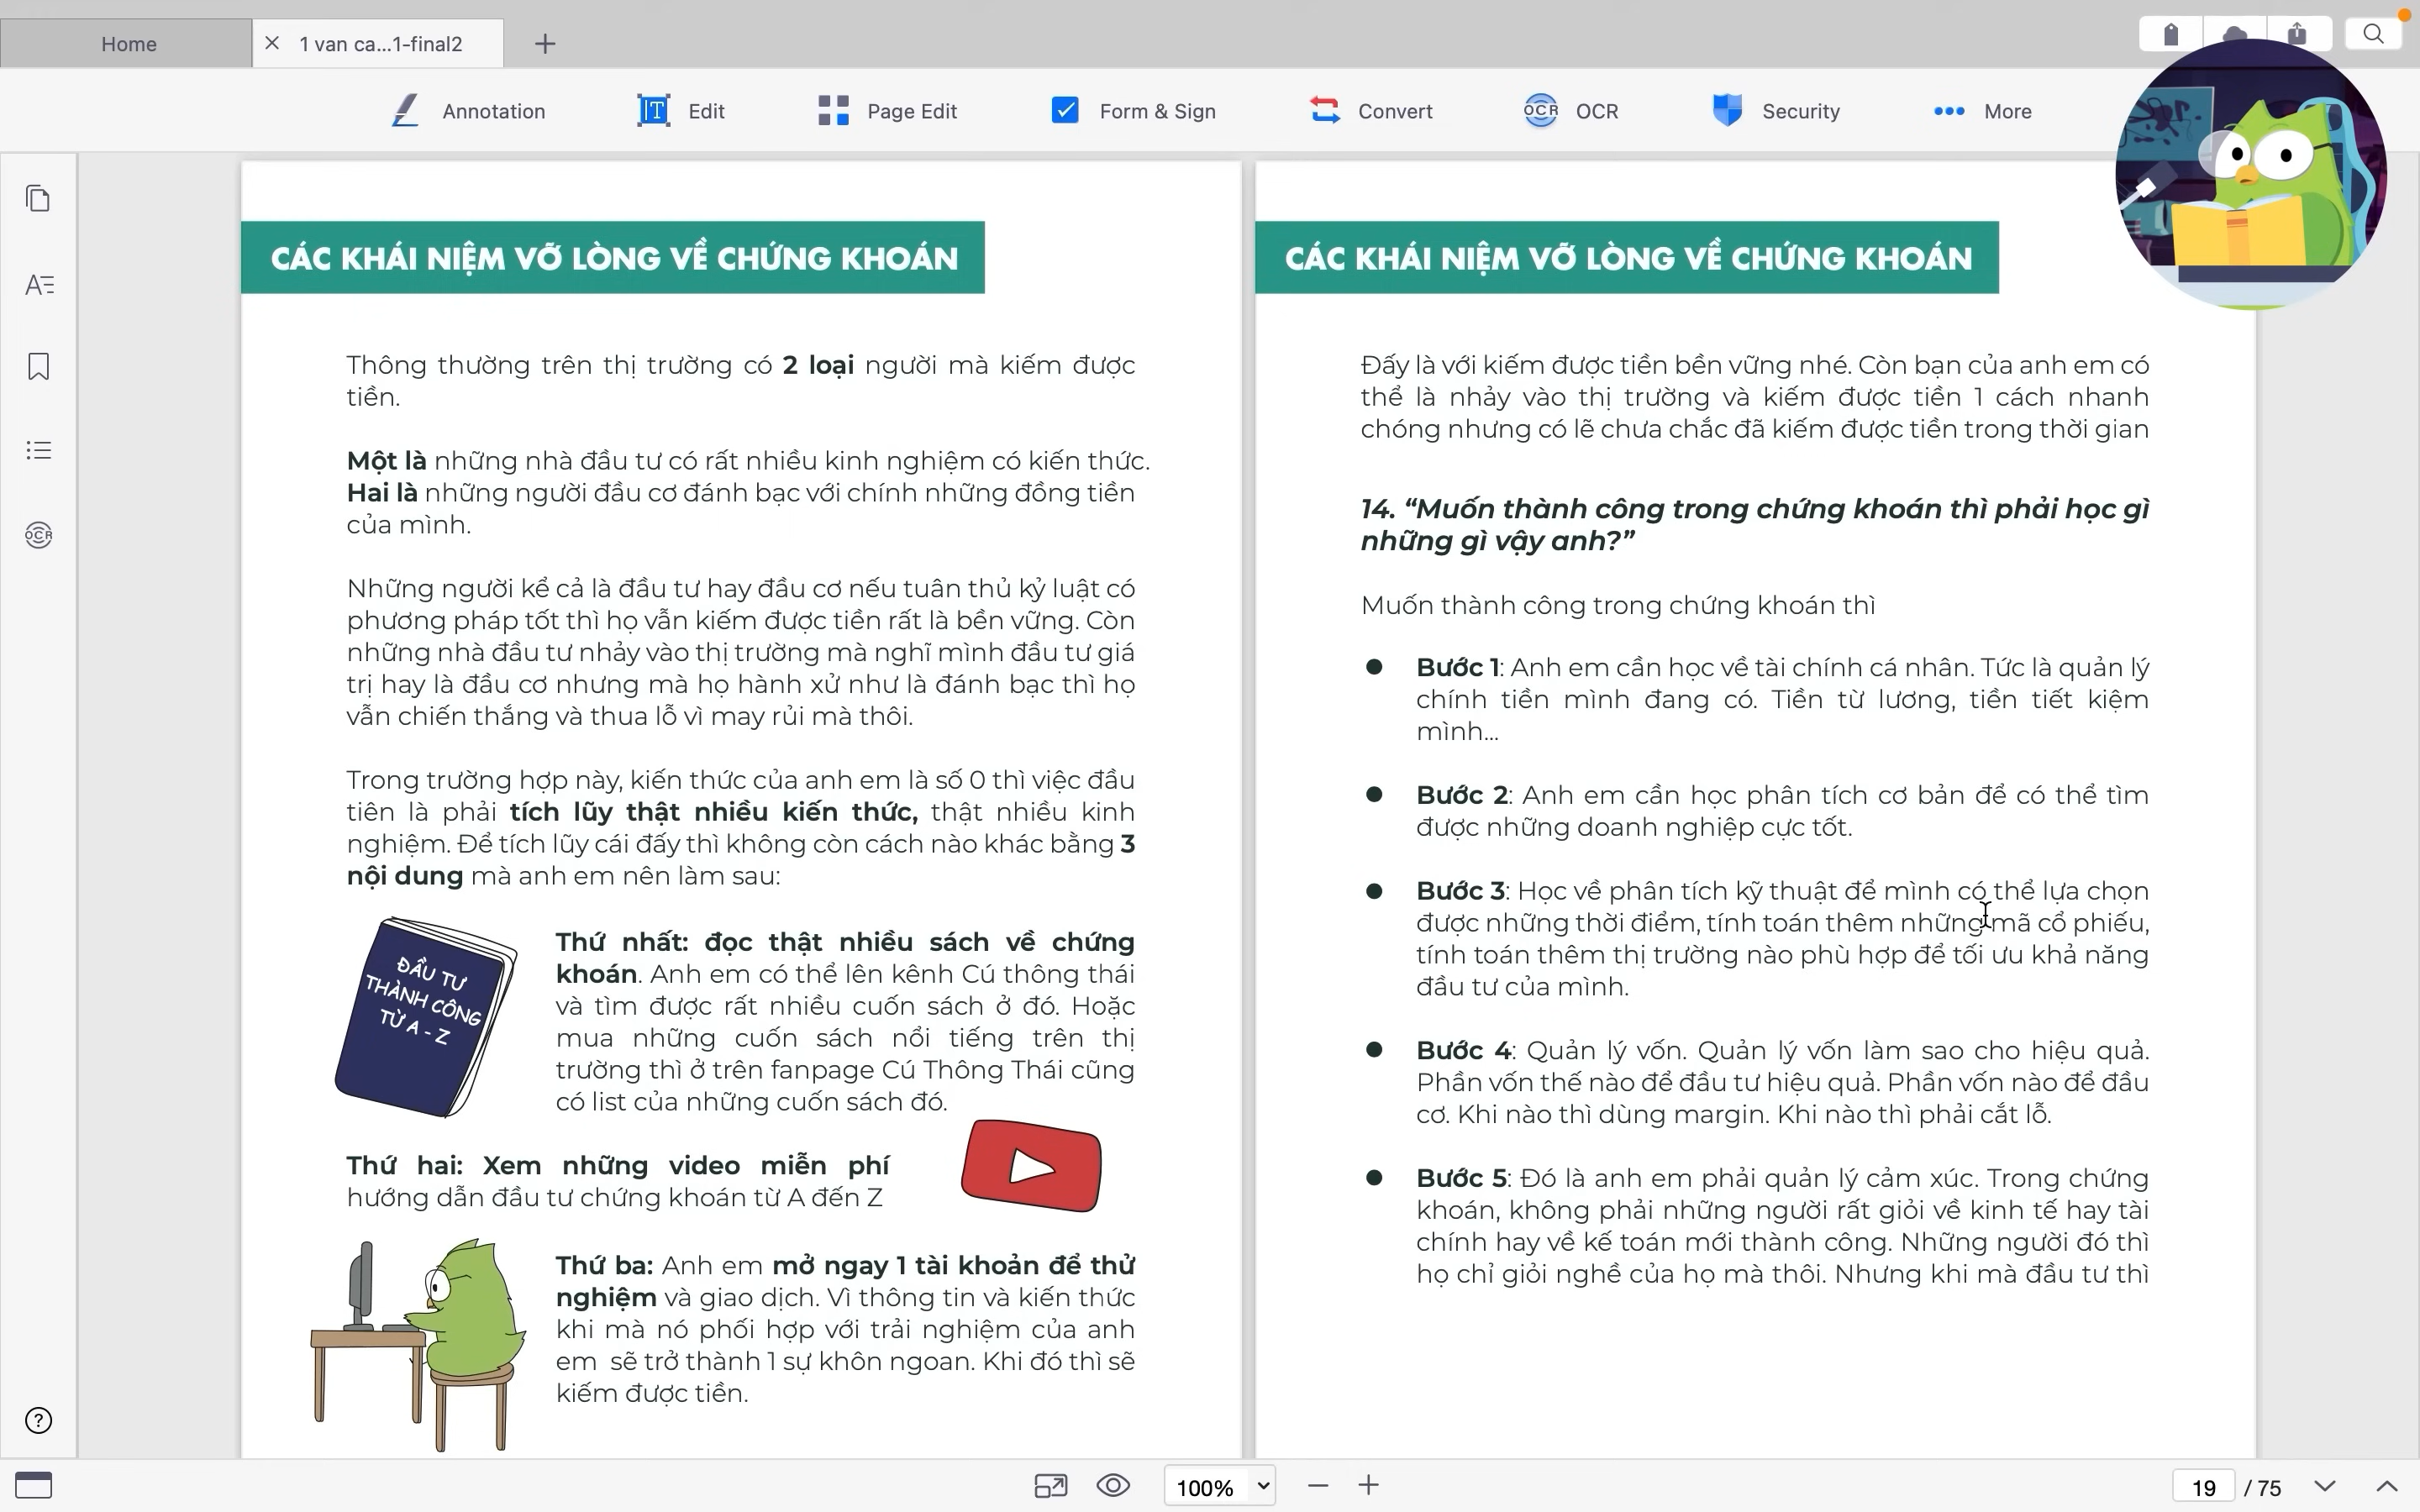 Home
1 van ca...1-final2
Annotation
Edit
Page Edit
Form & Sign
Convert
OCR
OCR
Security
More
CÁC KHÁI NIỆM VỠ LÒNG VỀ CHỨNG KHOÁN
Thông thường trên thị trường có 2 loại người mà kiếm được
tiền.
Một là những nhà đầu tư có rất nhiều kinh nghiệm có kiến thức.
Hai là những người đầu cơ đánh bạc với chính những đồng tiền
của mình.
Những người kể cả là đầu tư hay đầu cơ nếu tuân thủ kỷ luật có
phương pháp tốt thì họ vẫn kiếm được tiền rất là bền vững. Còn
những nhà đầu tư nhảy vào thị trường mà nghĩ mình đầu tư giá
trị hay là đầu cơ nhưng mà họ hành xử như là đánh bạc thì họ
vẫn chiến thắng và thua lỗ vì may rủi mà thôi.
Trong trường hợp này, kiến thức của anh em là số 0 thì việc đầu
tiên là phải tích lũy thật nhiều kiến thức, thật nhiều kinh
nghiệm. Để tích lũy cái đấy thì không còn cách nào khác bằng 3
nội dung mà anh em nên làm sau:
ĐẦU TƯ
THÀNH CÔNG
TỪ A - Z
Thứ nhất: đọc thật nhiều sách về chứng
khoán. Anh em có thể lên kênh Cú thông thái
và tìm được rất nhiều cuốn sách ở đó. Hoặc
mua những cuốn sách nổi tiếng trên thị
trường thì ở trên fanpage Cú Thông Thái cũng
có list của những cuốn sách đó.
Thứ hai: Xem những video miễn phí
hướng dẫn đầu tư chứng khoán từ A đến Z
Thứ ba: Anh em mở ngay 1 tài khoản để thử
nghiệm và giao dịch. Vì thông tin và kiến thức
khi mà nó phối hợp với trải nghiệm của anh
em sẽ trở thành 1 sự khôn ngoan. Khi đó thì sẽ
kiếm được tiền.
CÁC KHÁI NIỆM VỠ LÒNG VỀ CHỨNG KHOÁN
Đấy là với kiếm được tiền bền vững nhé. Còn bạn của anh em có
thể là nhảy vào thị trường và kiếm được tiền 1 cách nhanh
chóng nhưng có lẽ chưa chắc đã kiếm được tiền trong thời gian
14. “Muốn thành công trong chứng khoán thì phải học gì
những gì vậy anh?”
Muốn thành công trong chứng khoán thì
● Bước 1: Anh em cần học về tài chính cá nhân. Tức là quản lý
chính tiền mình đang có. Tiền từ lương, tiền tiết kiệm
mình...
● Bước 2: Anh em cần học phân tích cơ bản để có thể tìm
được những doanh nghiệp cực tốt.
● Bước 3: Học về phân tích kỹ thuật để mình có thể lựa chọn
được những thời điểm, tính toán thêm những mã cổ phiếu,
tính toán thêm thị trường nào phù hợp để tối ưu khả năng
đầu tư của mình.
● Bước 4: Quản lý vốn. Quản lý vốn làm sao cho hiệu quả.
Phần vốn thế nào để đầu tư hiệu quả. Phần vốn nào để đầu
cơ. Khi nào thì dùng margin. Khi nào thì phải cắt lỗ.
● Bước 5: Đó là anh em phải quản lý cảm xúc. Trong chứng
khoán, không phải những người rất giỏi về kinh tế hay tài
chính hay về kế toán mới thành công. Những người đó thì
họ chỉ giỏi nghề của họ mà thôi. Nhưng khi mà đầu tư thì
OCR
100%
19 / 75